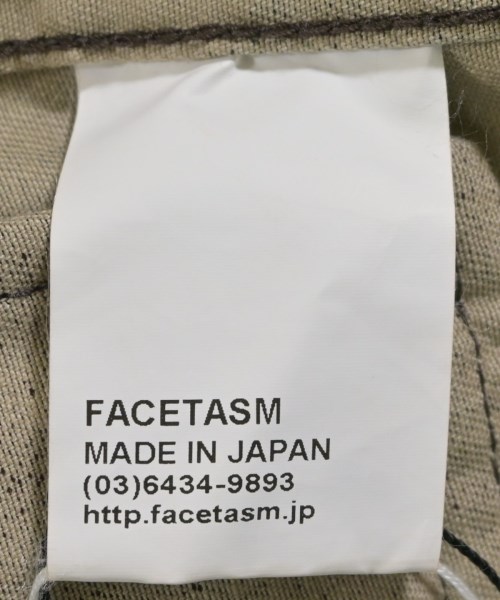 FACETASM
MADE IN JAPAN
(03)6434-9893
http.facetasm.jp